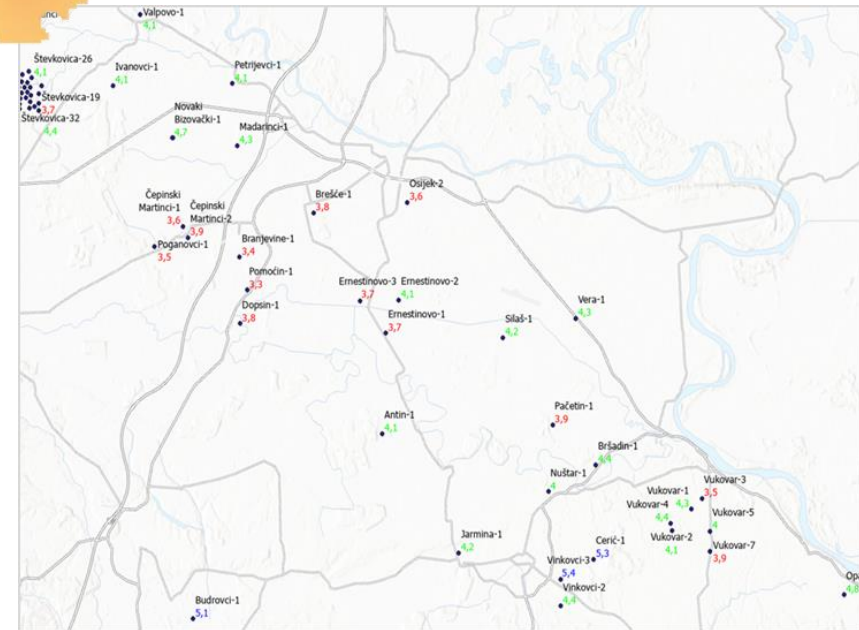 Valpovo-1
4,1
Števkovica-26
4,1
Ivanovci-1
4,1
Petrijevci-1
4,1
Števkovica-19
3,7
Števkovica-32
4,4
Novaki
Bizovački-1
4,7
Madarinci-1
4,3
Čepinski
Martinci-1
3,6
Čepinski
Martinci-2
3,9
Poganovci-1
3,5
Brešće-1
3,8
Osijek-2
3,6
Branjevine-1
3,4
Pomoćin-1
3,3
Dopsin-1
3,8
Ernestinovo-3
3,7
Ernestinovo-2
4,1
Ernestinovo-1
3,7
Silaš-1
4,2
Vera-1
4,3
Antin-1
4,1
Pačetin-1
3,9
Bršadin-1
4,4
Nuštar-1
4
Vukovar-3
3,5
Vukovar-1
4,3
Vukovar-4
4,4
Vukovar-5
4
Vukovar-2
4,1
Vukovar-7
3,9
Jarmina-1
4,2
Cerić-1
5,3
Vinkovci-3
5,4
Vinkovci-2
4,4
Budrovci-1
5,1
4,8